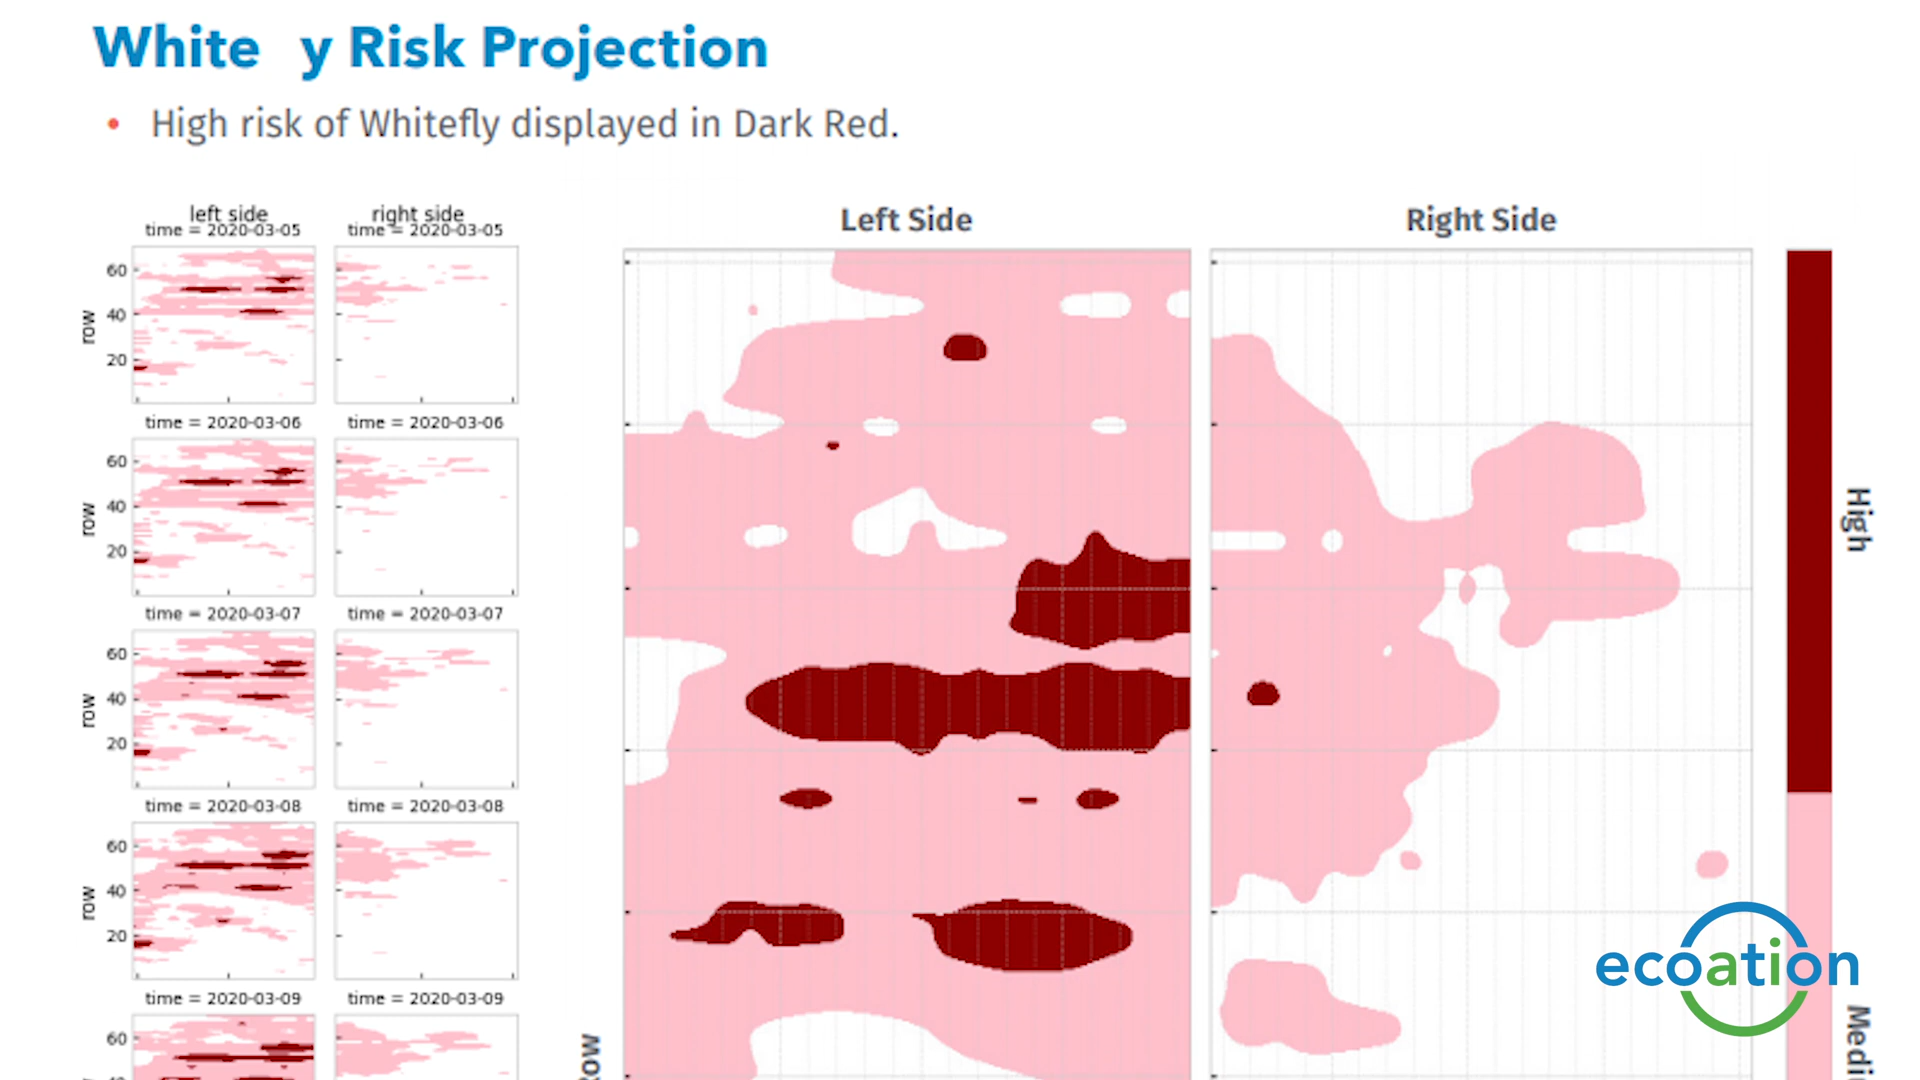 White y Risk Projection
• High risk of Whitefly displayed in Dark Red.
left side right side
time = 2020-03-05 time = 2020-03-05
60
40
20
row
time = 2020-03-06 time = 2020-03-06
60
40
20
row
time = 2020-03-07 time = 2020-03-07
60
40
20
row
time = 2020-03-08 time = 2020-03-08
60
40
20
row
time = 2020-03-09 time = 2020-03-09
60
Left Side Right Side
High
ecoation